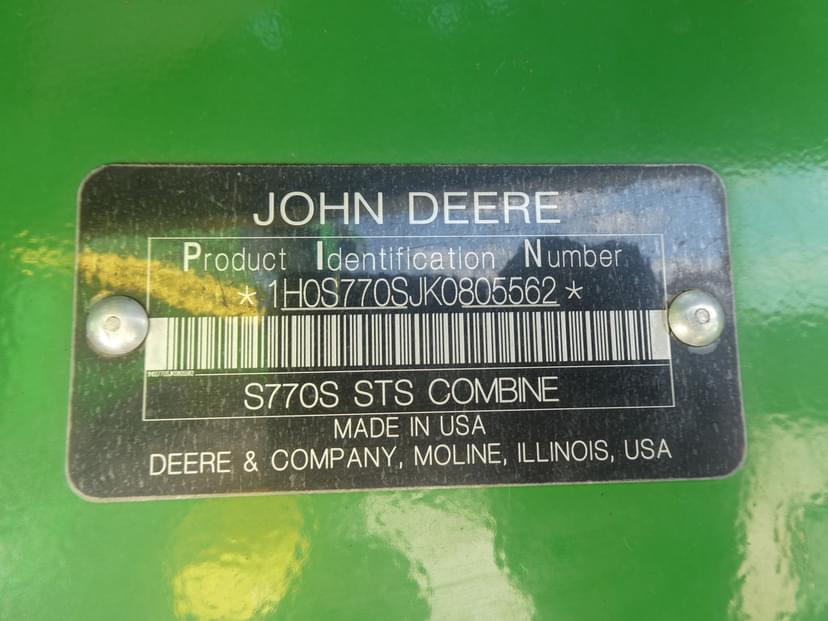 JOHN DEERE
Product Identification Number
*1H0S770SJK0805562*
S770S STS COMBINE
MADE IN USA
DEERE & COMPANY, MOLINE, ILLINOIS, USA